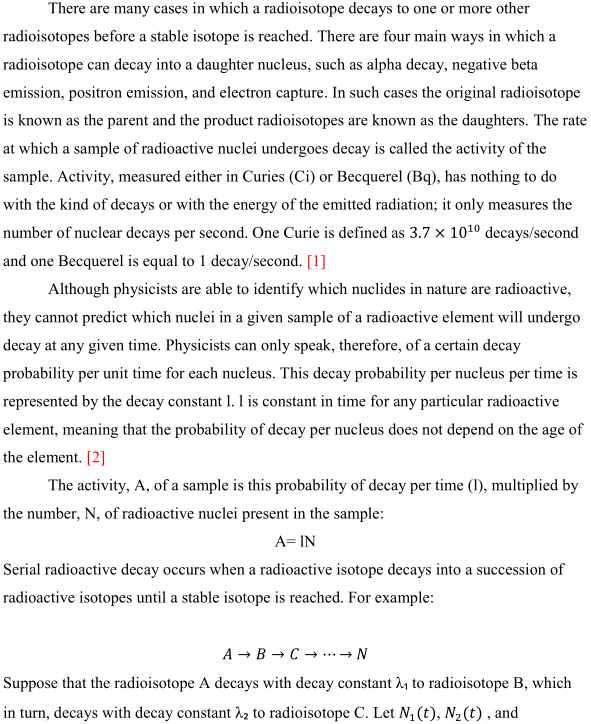 There are many cases in which a radioisotope decays to one or more other
radioisotopes before a stable isotope is reached. There are four main ways in which a
radioisotope can decay into a daughter nucleus, such as alpha decay, negative beta
emission, positron emission, and electron capture. In such cases the original radioisotope
is known as the parent and the product radioisotopes are known as the daughters. The rate
at which a sample of radioactive nuclei undergoes decay is called the activity of the
sample. Activity, measured either in Curies (Ci) or Becquerel (Bq), has nothing to do
with the kind of decays or with the energy of the emitted radiation; it only measures the
number of nuclear decays per second. One Curie is defined as 3.7 × 10¹⁰ decays/second
and one Becquerel is equal to 1 decay/second. [1]
Although physicists are able to identify which nuclides in nature are radioactive,
they cannot predict which nuclei in a given sample of a radioactive element will undergo
decay at any given time. Physicists can only speak, therefore, of a certain decay
probability per unit time for each nucleus. This decay probability per nucleus per time is
represented by the decay constant l. l is constant in time for any particular radioactive
element, meaning that the probability of decay per nucleus does not depend on the age of
the element. [2]
The activity, A, of a sample is this probability of decay per time (l), multiplied by
the number, N, of radioactive nuclei present in the sample:
A= lN
Serial radioactive decay occurs when a radioactive isotope decays into a succession of
radioactive isotopes until a stable isotope is reached. For example:
A → B → C → ⋯ → N
Suppose that the radioisotope A decays with decay constant λ₁ to radioisotope B, which
in turn, decays with decay constant λ₂ to radioisotope C. Let N₁(t), N₂(t) , and